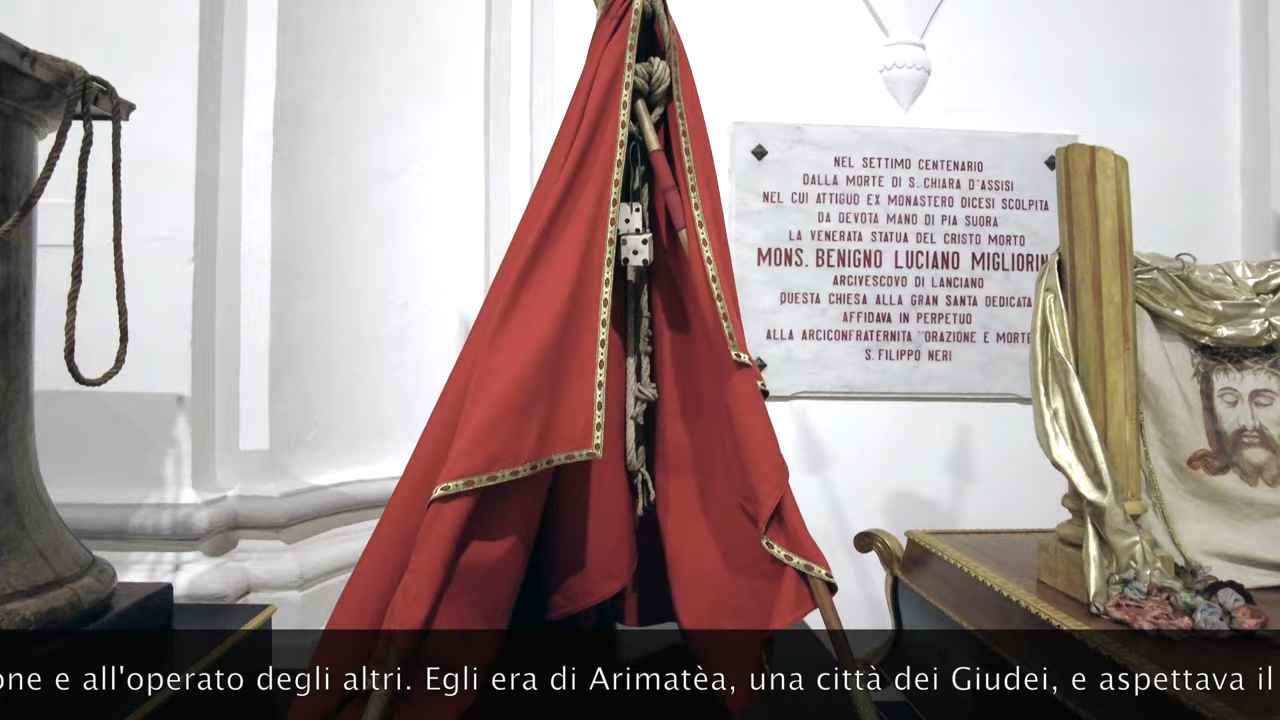 NEL SETTIMO CENTENARIO
DALLA MORTE DI S. CHIARA D'ASSISI
NEL CUI ATTIGUO EX MONASTERO DICESI SCOLPITA
DA DEVOTA MANO DI PIA SUORA
LA VENERATA STATUA DEL CRISTO MORTO
MONS. BENIGNO LUCIANO MIGLIORIN
ARCIVESCOVO DI LANCIANO
QUESTA CHIESA ALLA GRAN SANTA DEDICATA
AFFIDAVA IN PERPETUO
ALLA ARCICONFRATERNITA "ORAZIONE E MORTE
S. FILIPPO NERI
one e all'operato degli altri. Egli era di Arimatèa, una città dei Giudei, e aspettava il